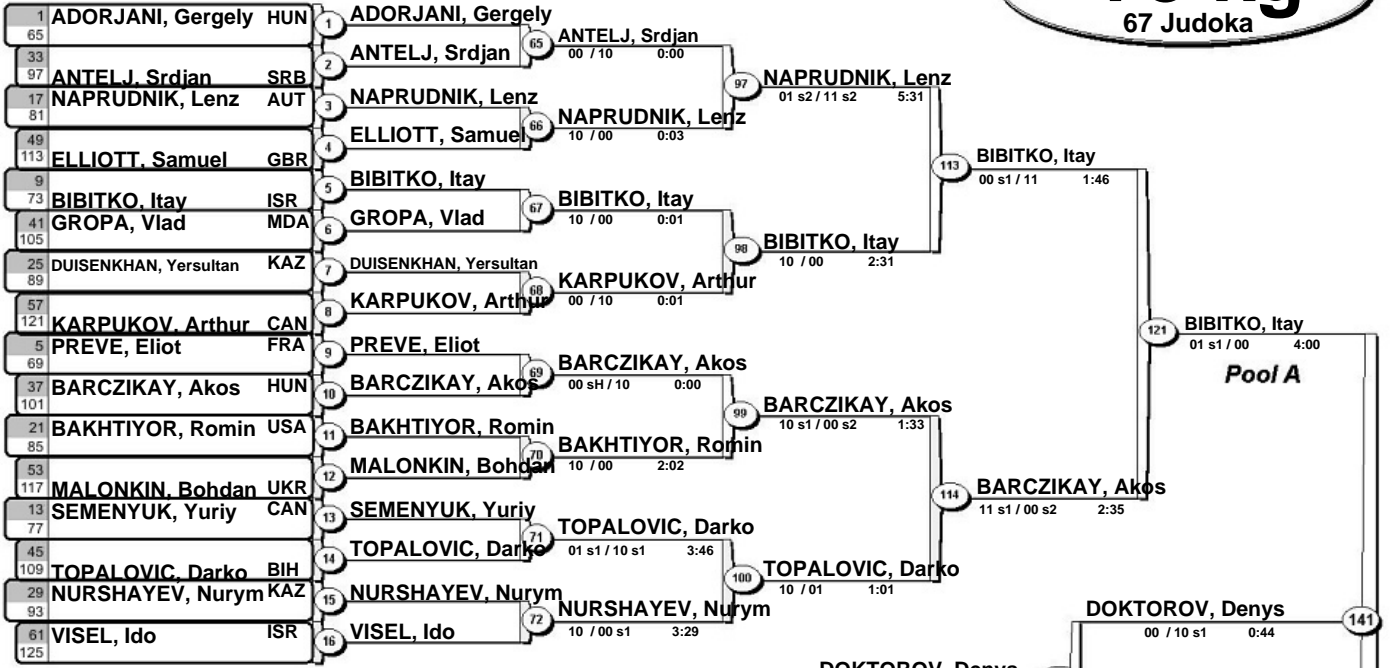 67 Judoka
1 ADORJANI, Gergely HUN
65
33
97 ANTELJ, Srdjan SRB
17 NAPRUDNIK, Lenz AUT
81
49
113 ELLIOTT, Samuel GBR
9
73 BIBITKO, Itay ISR
41 GROPA, Vlad MDA
105
25 DUISENKHAN, Yersultan KAZ
89
57
121 KARPUKOV, Arthur CAN
5 PREVE, Eliot FRA
69
37 BARCZIKAY, Akos HUN
101
21 BAKHTIYOR, Romin USA
85
53
117 MALONKIN, Bohdan UKR
13 SEMENYUK, Yuriy CAN
77
45
109 TOPALOVIC, Darko BIH
29 NURSHAYEV, Nurym KAZ
93
61 VISEL, Ido ISR
125
1 ADORJANI, Gergely
2 ANTELJ, Srdjan
3 NAPRUDNIK, Lenz
4 ELLIOTT, Samuel
5 BIBITKO, Itay
6 GROPA, Vlad
7 DUISENKHAN, Yersultan
8 KARPUKOV, Arthur
9 PREVE, Eliot
10 BARCZIKAY, Akos
11 BAKHTIYOR, Romin
12 MALONKIN, Bohdan
13 SEMENYUK, Yuriy
14 TOPALOVIC, Darko
15 NURSHAYEV, Nurym
16 VISEL, Ido
65 ANTELJ, Srdjan
00 / 10 0:00
66 NAPRUDNIK, Lenz
10 / 00 0:03
67 BIBITKO, Itay
10 / 00 0:01
68 KARPUKOV, Arthur
00 / 10 0:01
69 BARCZIKAY, Akos
00 sH / 10 0:00
70 BAKHTIYOR, Romin
10 / 00 2:02
71 TOPALOVIC, Darko
01 s1 / 10 s1 3:46
72 NURSHAYEV, Nurym
10 / 00 s1 3:29
97 NAPRUDNIK, Lenz
01 s2 / 11 s2 5:31
98 BIBITKO, Itay
10 / 00 2:31
99 BARCZIKAY, Akos
10 s1 / 00 s2 1:33
100 TOPALOVIC, Darko
10 / 01 1:01
113 BIBITKO, Itay
00 s1 / 11 1:46
114 BARCZIKAY, Akos
11 s1 / 00 s2 2:35
121 BIBITKO, Itay
01 s1 / 00 4:00
Pool A
DOKTOROV, Denys
00 / 10 s1 0:44
141